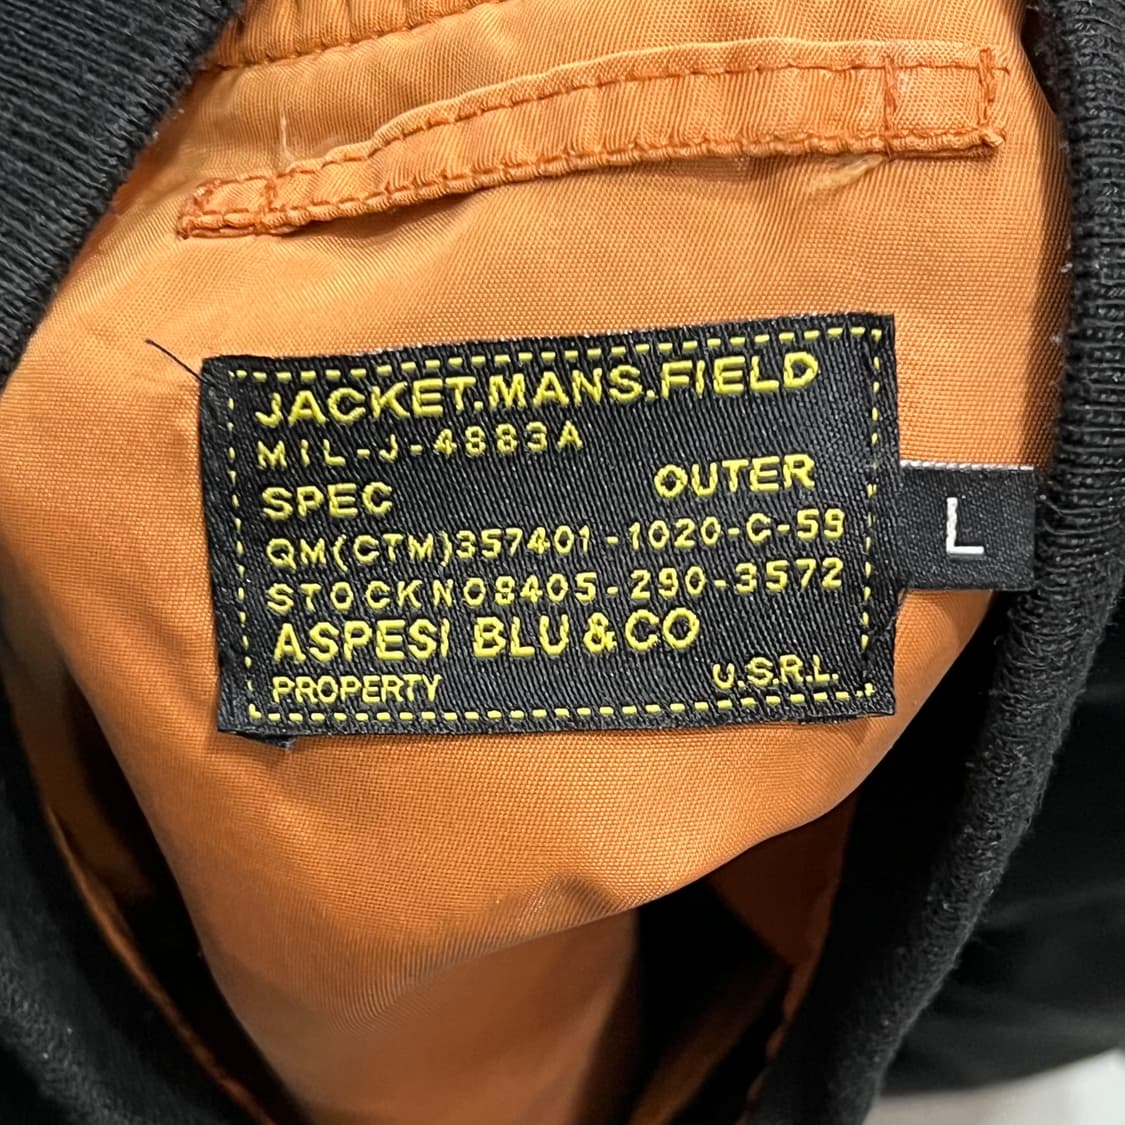 JACKET.MANS.FIELD
MIL-J-4883A
SPEC OUTER
QM(CTM)357401-1020-C-59
STOCKNO8405-290-3572
ASPESI BLU & CO
PROPERTY U.S.R.L.
L